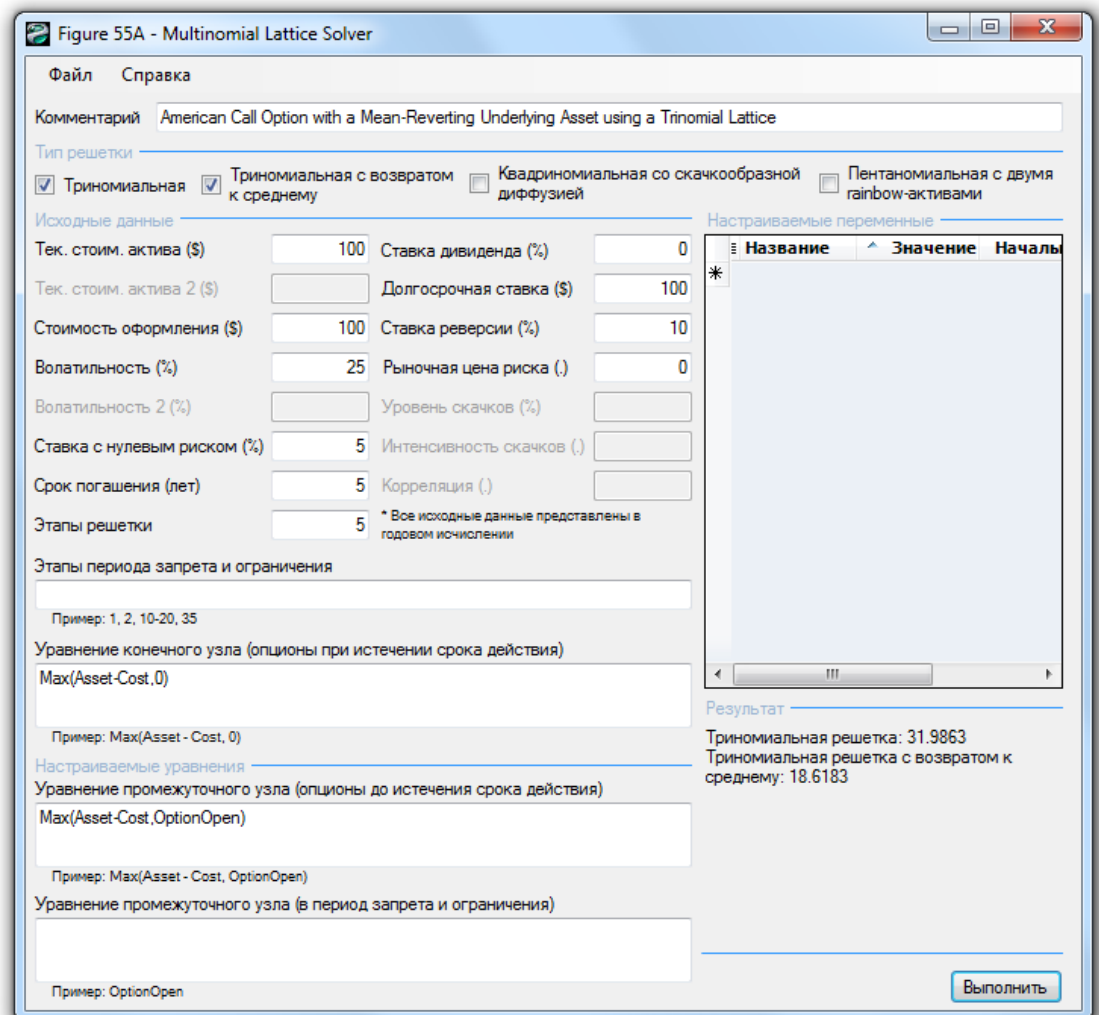 Figure 55A - Multinomial Lattice Solver
Файл Справка
Комментарий American Call Option with a Mean-Reverting Underlying Asset using a Trinomial Lattice
Тип решетки
Триномиальная
Триномиальная с возвратом
к среднему
Квадриномиальная со скачкообразной
диффузией
Пентаномиальная с двумя
rainbow-активами
Исходные данные
Тек. стоим. актива ($) 100 Ставка дивиденда (%) 0
Тек. стоим. актива 2 ($) Долгосрочная ставка ($) 100
Стоимость оформления ($) 100 Ставка реверсии (%) 10
Волатильность (%) 25 Рыночная цена риска (.) 0
Волатильность 2 (%) Уровень скачков (%)
Ставка с нулевым риском (%) 5 Интенсивность скачков (.)
Срок погашения (лет) 5 Корреляция (.)
Этапы решетки 5
* Все исходные данные представлены в
годовом исчислении
Этапы периода запрета и ограничения
Пример: 1, 2, 10-20, 35
Уравнение конечного узла (опционы при истечении срока действия)
Max(Asset-Cost,0)
Пример: Max(Asset - Cost, 0)
Настраиваемые уравнения
Уравнение промежуточного узла (опционы до истечения срока действия)
Max(Asset-Cost,OptionOpen)
Пример: Max(Asset - Cost, OptionOpen)
Уравнение промежуточного узла (в период запрета и ограничения)
Пример: OptionOpen
Настраиваемые переменные
Название Значение Началы
Результат
Триномиальная решетка: 31.9863
Триномиальная решетка с возвратом к
среднему: 18.6183
Выполнить